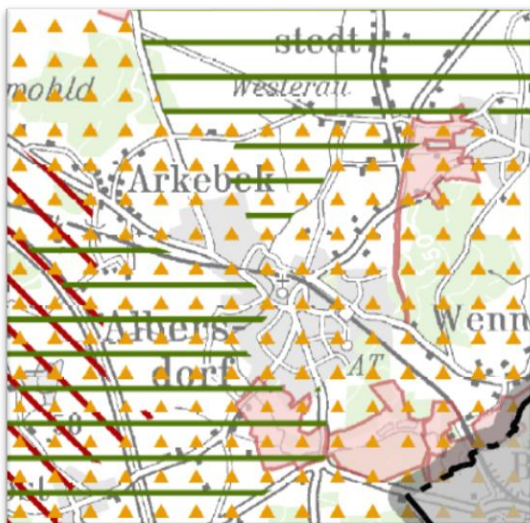 stedt
Westerau
mohld
Arkebek
50
Wenn
Albers-
dorf
AT
50